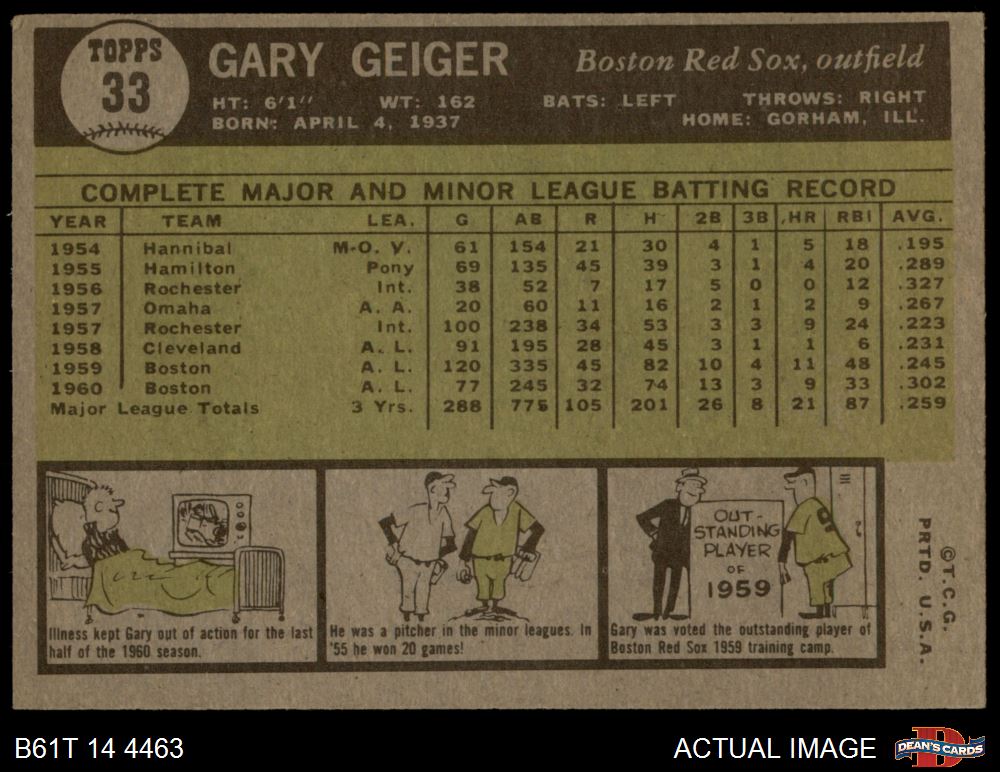 TOPPS
33
GARY GEIGER
Boston Red Sox, outfield
HT: 6'1" WT: 162 BATS: LEFT THROWS: RIGHT
BORN: APRIL 4, 1937 HOME: GORHAM, ILL.
COMPLETE MAJOR AND MINOR LEAGUE BATTING RECORD
YEAR TEAM LEA. G AB R H 2B 3B HR RBI AVG.
1954 Hannibal M-O. V. 61 154 21 30 4 1 5 18 .195
1955 Hamilton Pony 69 135 45 39 3 1 4 20 .289
1956 Rochester Int. 38 52 7 17 5 0 0 12 .327
1957 Omaha A. A. 20 60 11 16 2 1 2 9 .267
1957 Rochester Int. 100 238 34 53 3 3 9 24 .223
1958 Cleveland A. L. 91 195 28 45 3 1 1 6 .231
1959 Boston A. L. 120 335 45 82 10 4 11 48 .245
1960 Boston A. L. 77 245 32 74 13 3 9 33 .302
Major League Totals 3 Yrs. 288 775 105 201 26 8 21 87 .259
Illness kept Gary out of action for the last
half of the 1960 season.
He was a pitcher in the minor leagues. In
'55 he won 20 games!
OUT-
STANDING
PLAYER
OF
1959
Gary was voted the outstanding player of
Boston Red Sox 1959 training camp.
©T.C.G.
PRTD. U.S.A.
B61T 14 4463
ACTUAL IMAGE
DEAN'S CARDS